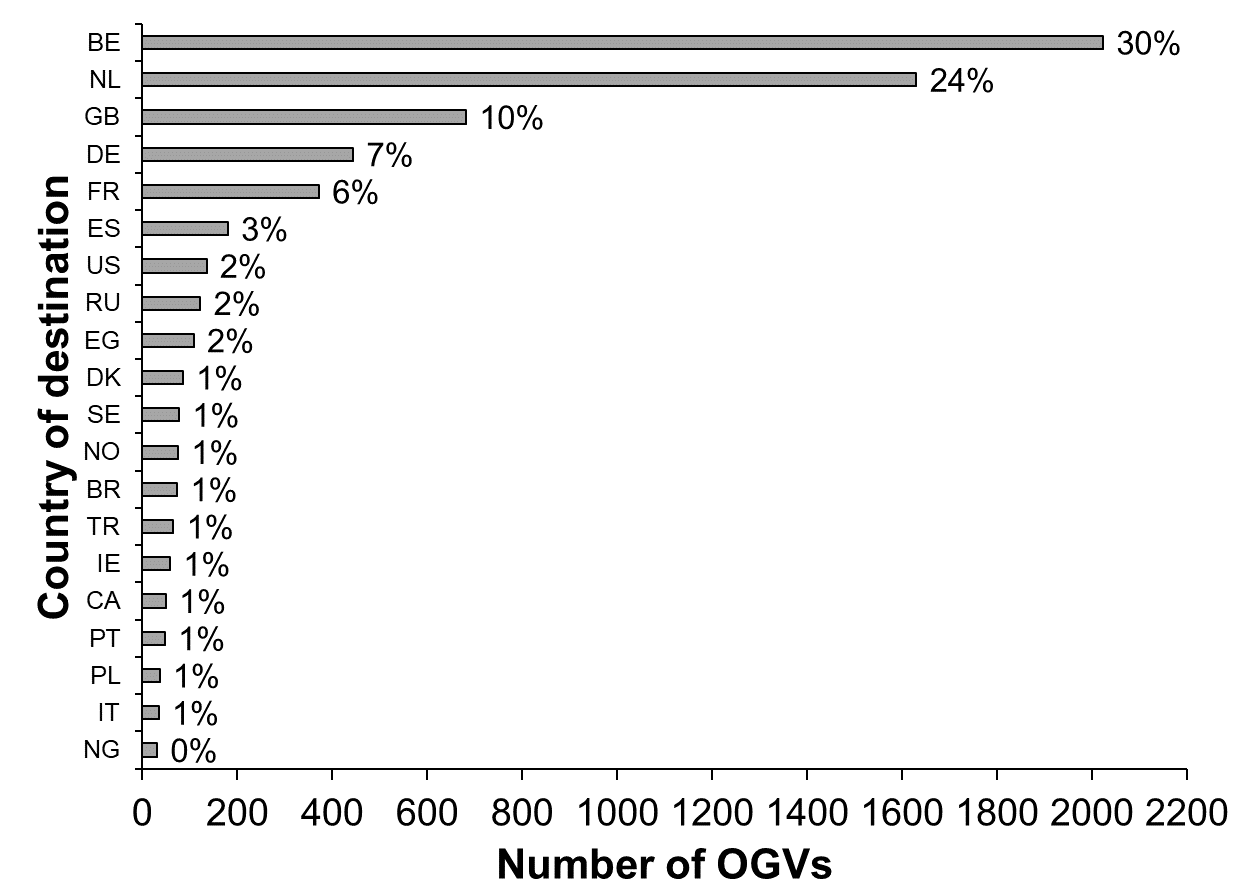 BE 30%
NL 24%
GB 10%
DE 7%
FR 6%
ES 3%
US 2%
RU 2%
EG 2%
DK 1%
SE 1%
NO 1%
BR 1%
TR 1%
IE 1%
CA 1%
PT 1%
PL 1%
IT 1%
NG 0%
Country of destination
0 200 400 600 800 1000 1200 1400 1600 1800 2000 2200
Number of OGVs